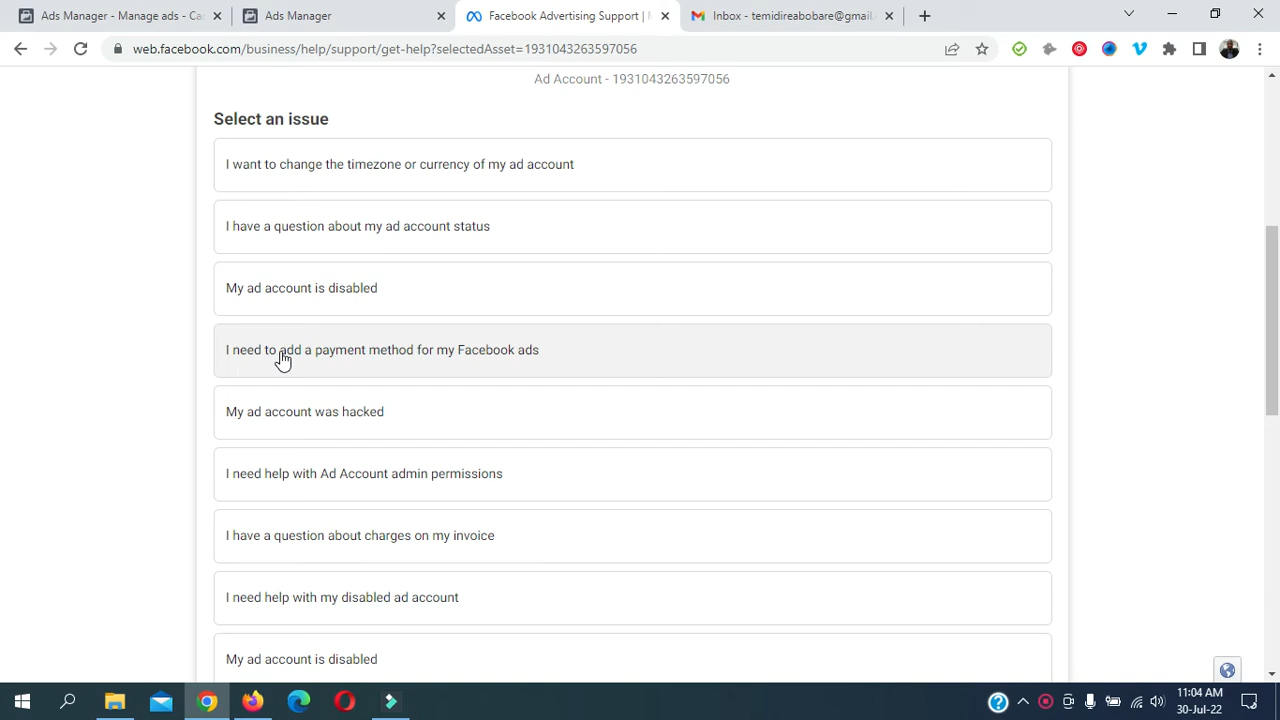 Ads Manager - Manage ads - Ca
Ads Manager
Facebook Advertising Support |
Inbox - temidireabobare@gmail.
web.facebook.com/business/help/support/get-help?selectedAsset=1931043263597056
Ad Account - 1931043263597056
Select an issue
I want to change the timezone or currency of my ad account
I have a question about my ad account status
My ad account is disabled
I need to add a payment method for my Facebook ads
My ad account was hacked
I need help with Ad Account admin permissions
I have a question about charges on my invoice
I need help with my disabled ad account
My ad account is disabled
11:04 AM
30-Jul-22